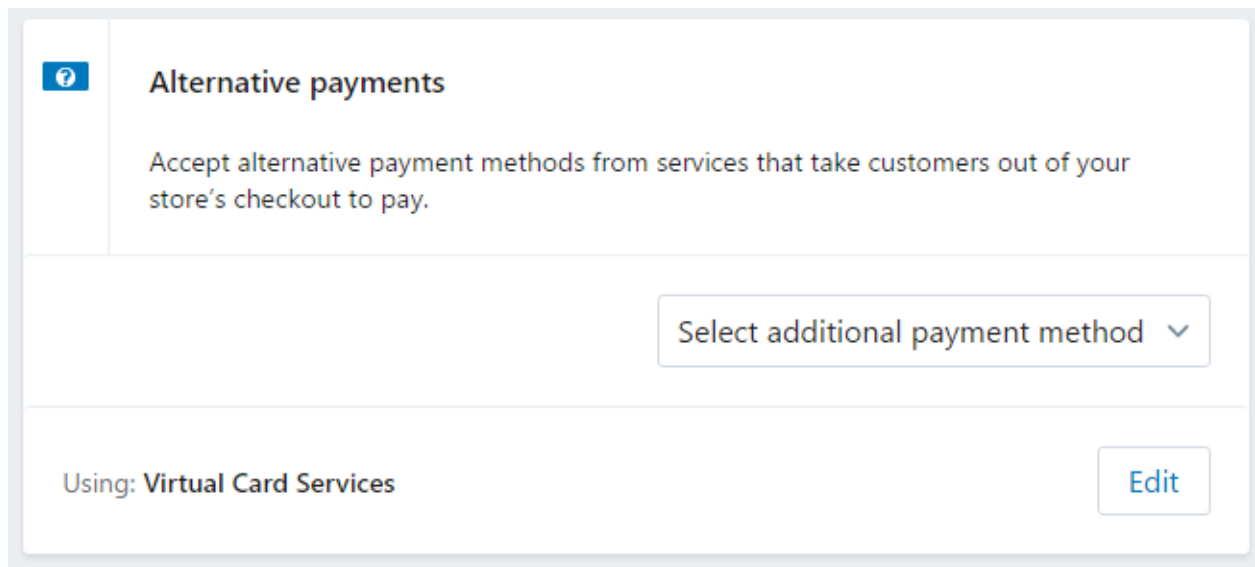 Alternative payments
Accept alternative payment methods from services that take customers out of your
store’s checkout to pay.
Select additional payment method
Using: Virtual Card Services
Edit